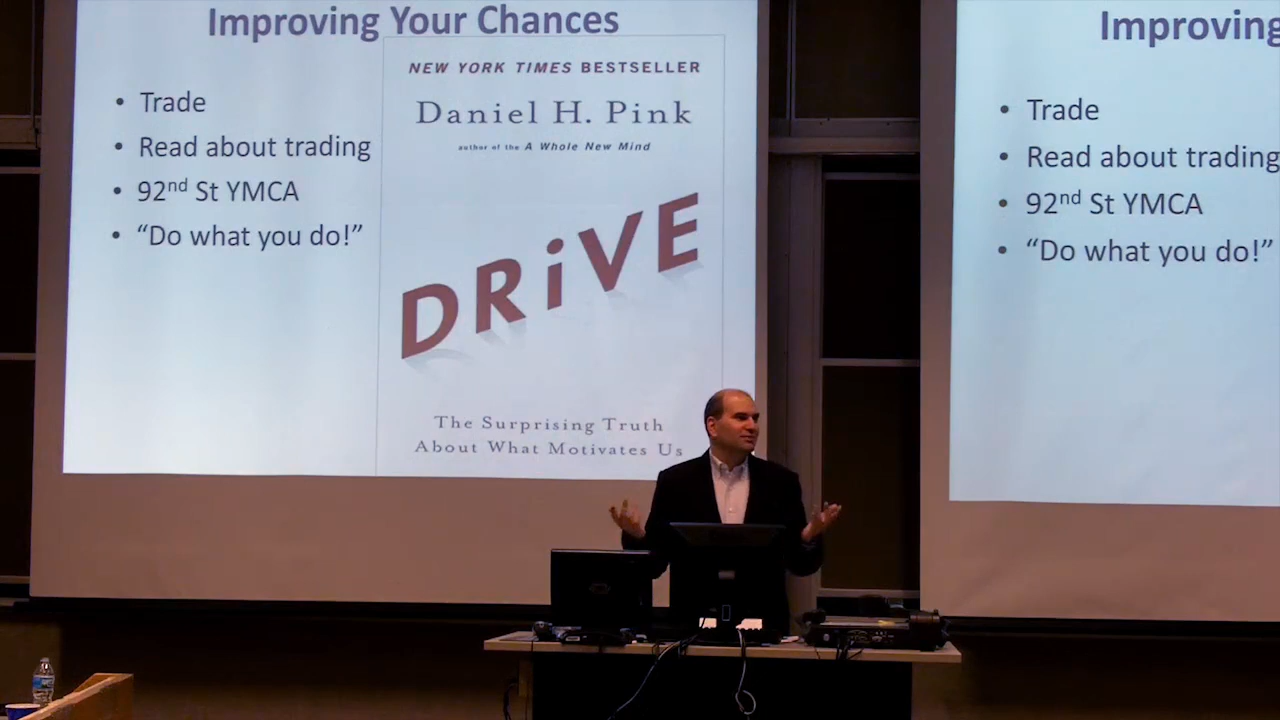 Improving Your Chances
• Trade
• Read about trading
• 92nd St YMCA
• “Do what you do!”
NEW YORK TIMES BESTSELLER
Daniel H. Pink
author of the A Whole New Mind
DRiVE
The Surprising Truth
About What Motivates Us
Improving
• Trade
• Read about trading
• 92nd St YMCA
• “Do what you do!”